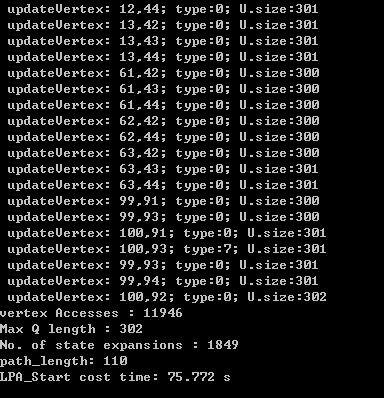 updateVertex: 12,44; type:0; U.size:301
updateVertex: 13,42; type:0; U.size:301
updateVertex: 13,43; type:0; U.size:301
updateVertex: 13,44; type:0; U.size:301
updateVertex: 61,42; type:0; U.size:300
updateVertex: 61,43; type:0; U.size:300
updateVertex: 61,44; type:0; U.size:300
updateVertex: 62,42; type:0; U.size:300
updateVertex: 62,44; type:0; U.size:300
updateVertex: 63,42; type:0; U.size:300
updateVertex: 63,43; type:0; U.size:301
updateVertex: 63,44; type:0; U.size:301
updateVertex: 99,91; type:0; U.size:300
updateVertex: 99,93; type:0; U.size:300
updateVertex: 100,91; type:0; U.size:301
updateVertex: 100,93; type:7; U.size:301
updateVertex: 99,93; type:0; U.size:301
updateVertex: 99,94; type:0; U.size:301
updateVertex: 100,92; type:0; U.size:302
vertex Accesses : 11946
Max Q length : 302
No. of state expansions : 1849
path_length: 110
LPA_Start cost time: 75.772 s